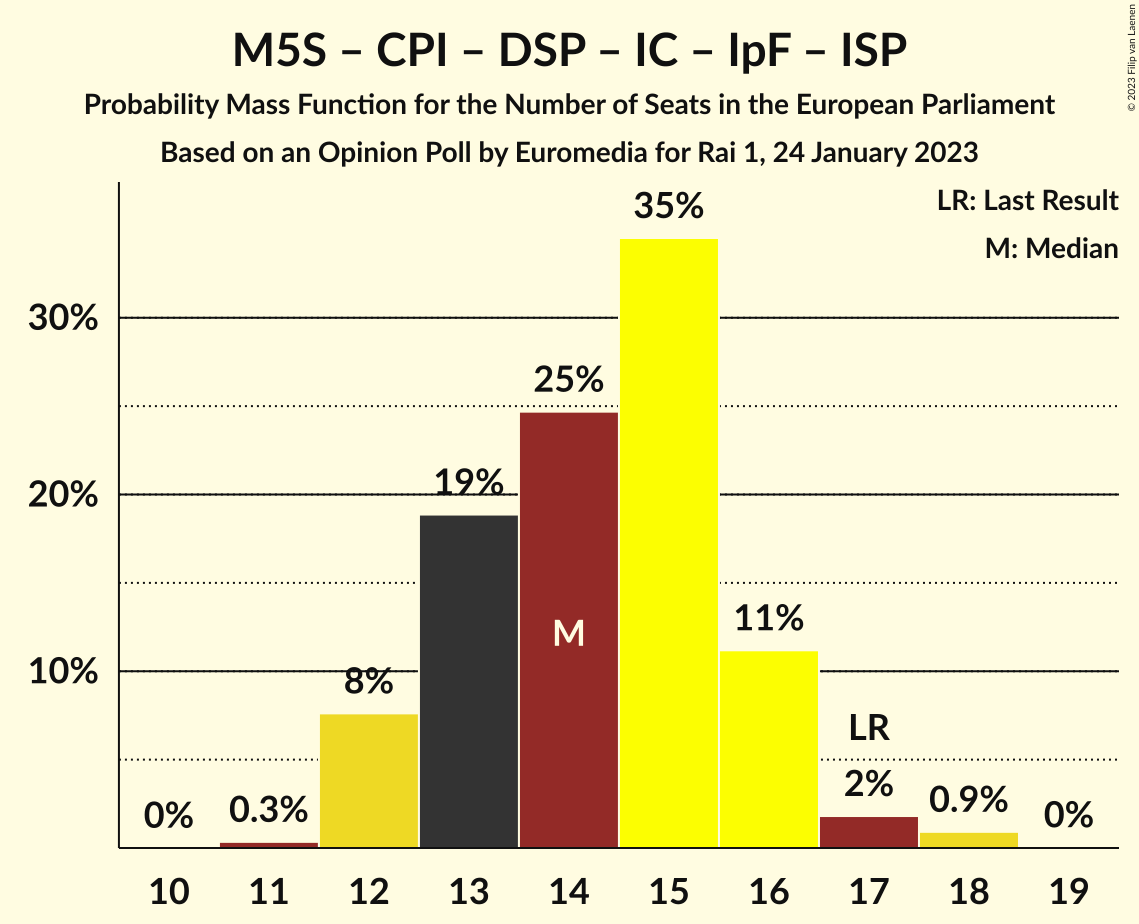 M5S – CPI – DSP – IC – IpF – ISP
Probability Mass Function for the Number of Seats in the European Parliament
Based on an Opinion Poll by Euromedia for Rai 1, 24 January 2023
© 2023 Filip van Laenen
LR: Last Result
M: Median
30%
20%
10%
0%
0.3%
8%
19%
25%
M
35%
11%
LR
2%
0.9%
0%
10 11 12 13 14 15 16 17 18 19